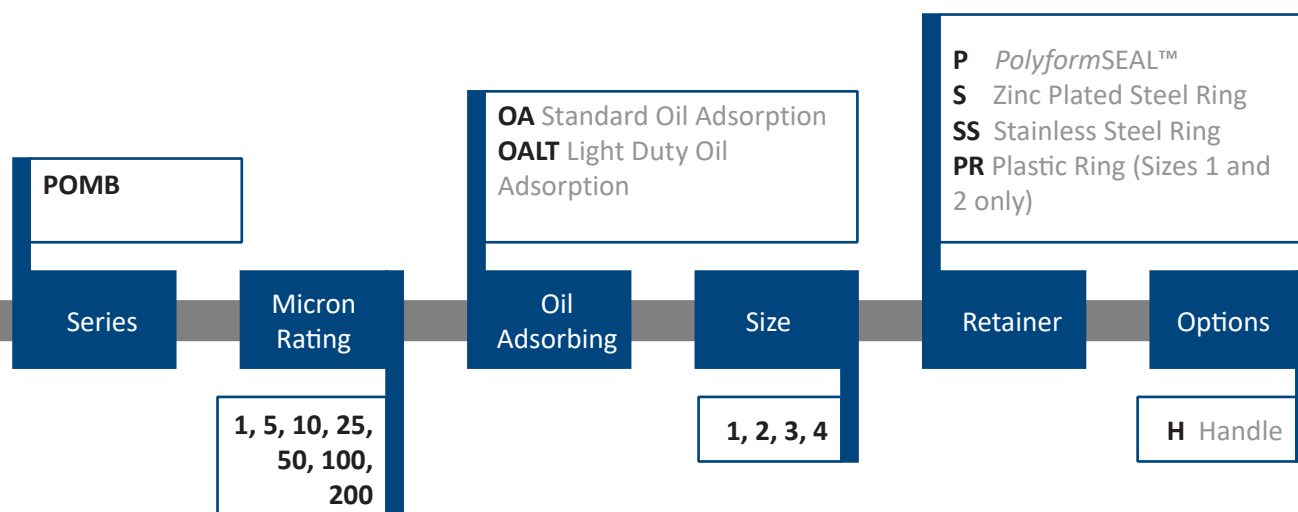 POMB
OA Standard Oil Adsorption
OALT Light Duty Oil
Adsorption
P PolyformSEAL™
S Zinc Plated Steel Ring
SS Stainless Steel Ring
PR Plastic Ring (Sizes 1 and
2 only)
Series
Micron
Rating
Oil
Adsorbing
Size
Retainer
Options
1, 5, 10, 25,
50, 100,
200
1, 2, 3, 4
H Handle